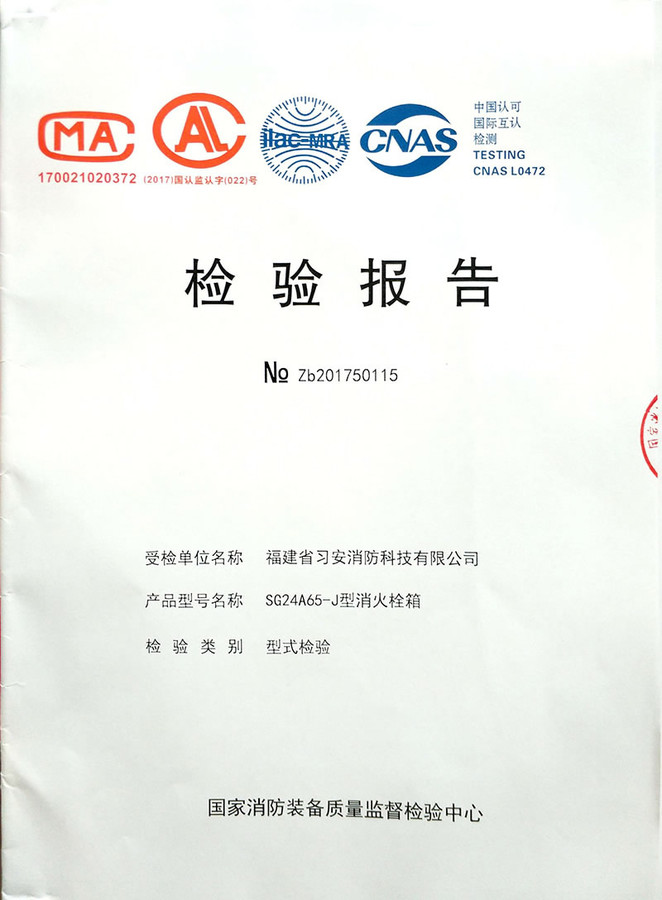 MA
170021020372
AL
(2017)国认监认字(022)号
ilac-MRA
CNAS
中国认可
国际互认
检测
TESTING
CNAS L0472
检验报告
№ Zb201750115
受检单位名称 福建省习安消防科技有限公司
产品型号名称 SG24A65-J型消火栓箱
检验类别 型式检验
国家消防装备质量监督检验中心